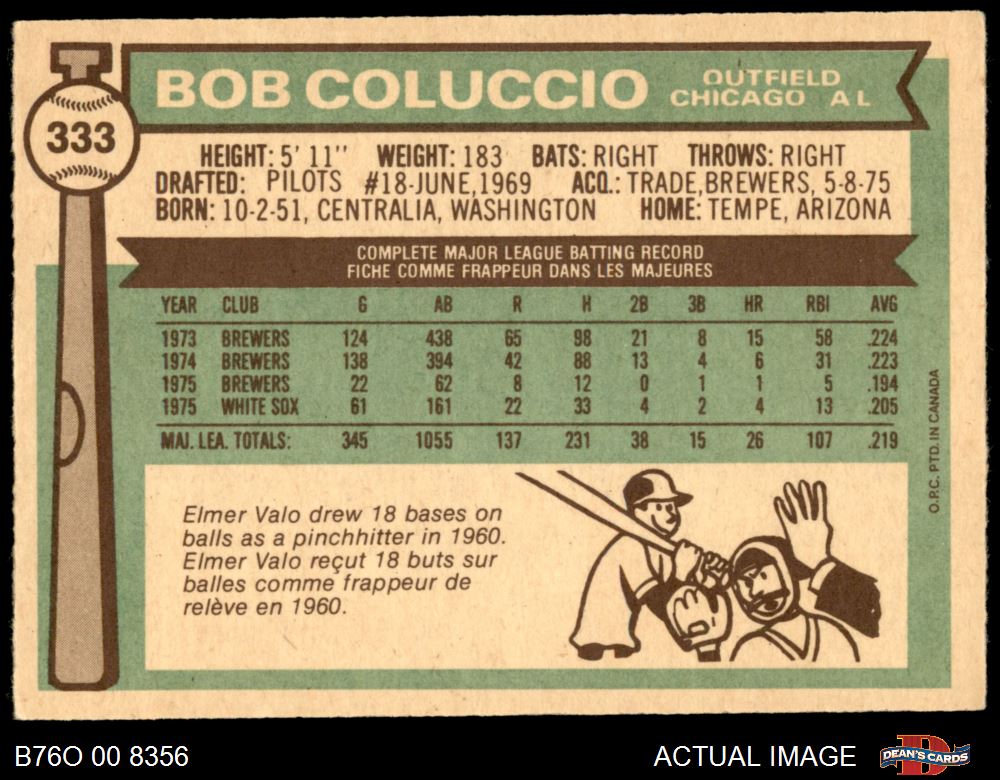 333
BOB COLUCCIO
OUTFIELD
CHICAGO A L
HEIGHT: 5' 11" WEIGHT: 183 BATS: RIGHT THROWS: RIGHT
DRAFTED: PILOTS #18-JUNE,1969 ACQ.: TRADE,BREWERS, 5-8-75
BORN: 10-2-51, CENTRALIA, WASHINGTON HOME: TEMPE, ARIZONA
COMPLETE MAJOR LEAGUE BATTING RECORD
FICHE COMME FRAPPEUR DANS LES MAJEURES
YEAR CLUB G AB R H 2B 3B HR RBI AVG
1973 BREWERS 124 438 65 98 21 8 15 58 .224
1974 BREWERS 138 394 42 88 13 4 6 31 .223
1975 BREWERS 22 62 8 12 0 1 1 5 .194
1975 WHITE SOX 61 161 22 33 4 2 4 13 .205
MAJ. LEA. TOTALS: 345 1055 137 231 38 15 26 107 .219
Elmer Valo drew 18 bases on
balls as a pinchhitter in 1960.
Elmer Valo reçut 18 buts sur
balles comme frappeur de
relève en 1960.
O.P.C. PTD. IN CANADA
B76O 00 8356
ACTUAL IMAGE
DEAN'S CARDS